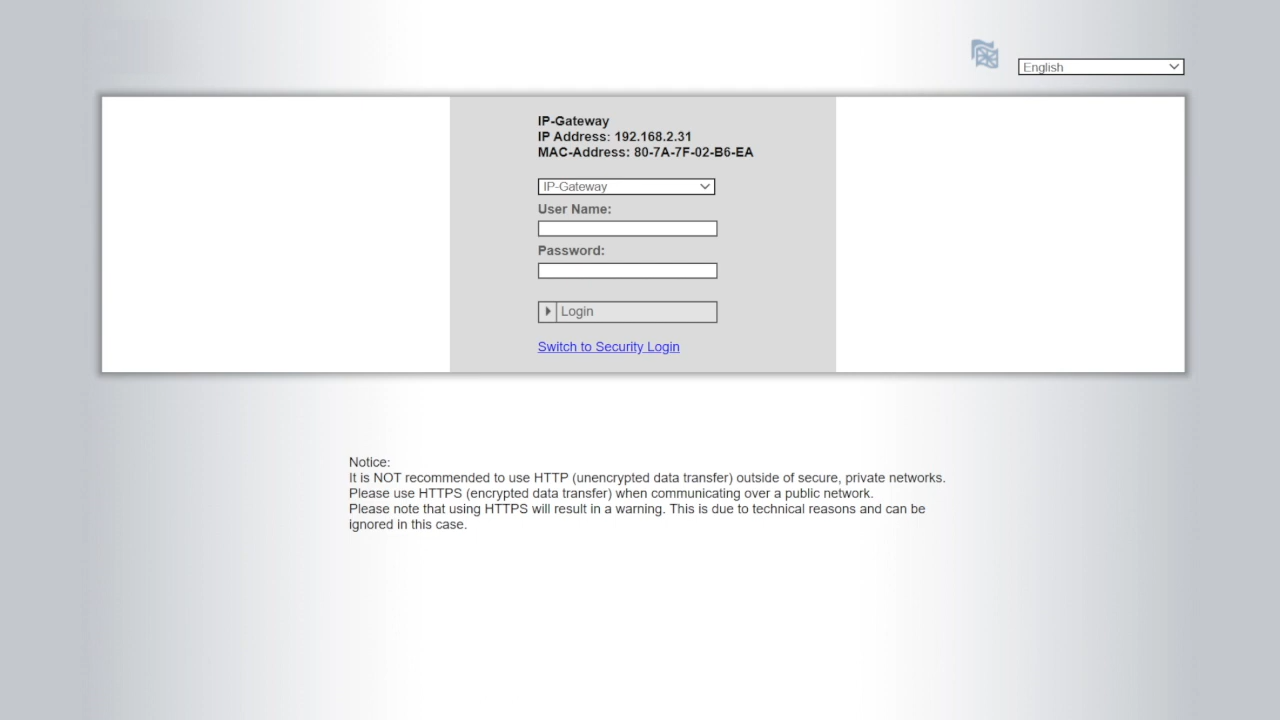 English
IP-Gateway
IP Address: 192.168.2.31
MAC-Address: 80-7A-7F-02-B6-EA
IP-Gateway
User Name:
Password:
Login
Switch to Security Login
Notice:
It is NOT recommended to use HTTP (unencrypted data transfer) outside of secure, private networks.
Please use HTTPS (encrypted data transfer) when communicating over a public network.
Please note that using HTTPS will result in a warning. This is due to technical reasons and can be
ignored in this case.